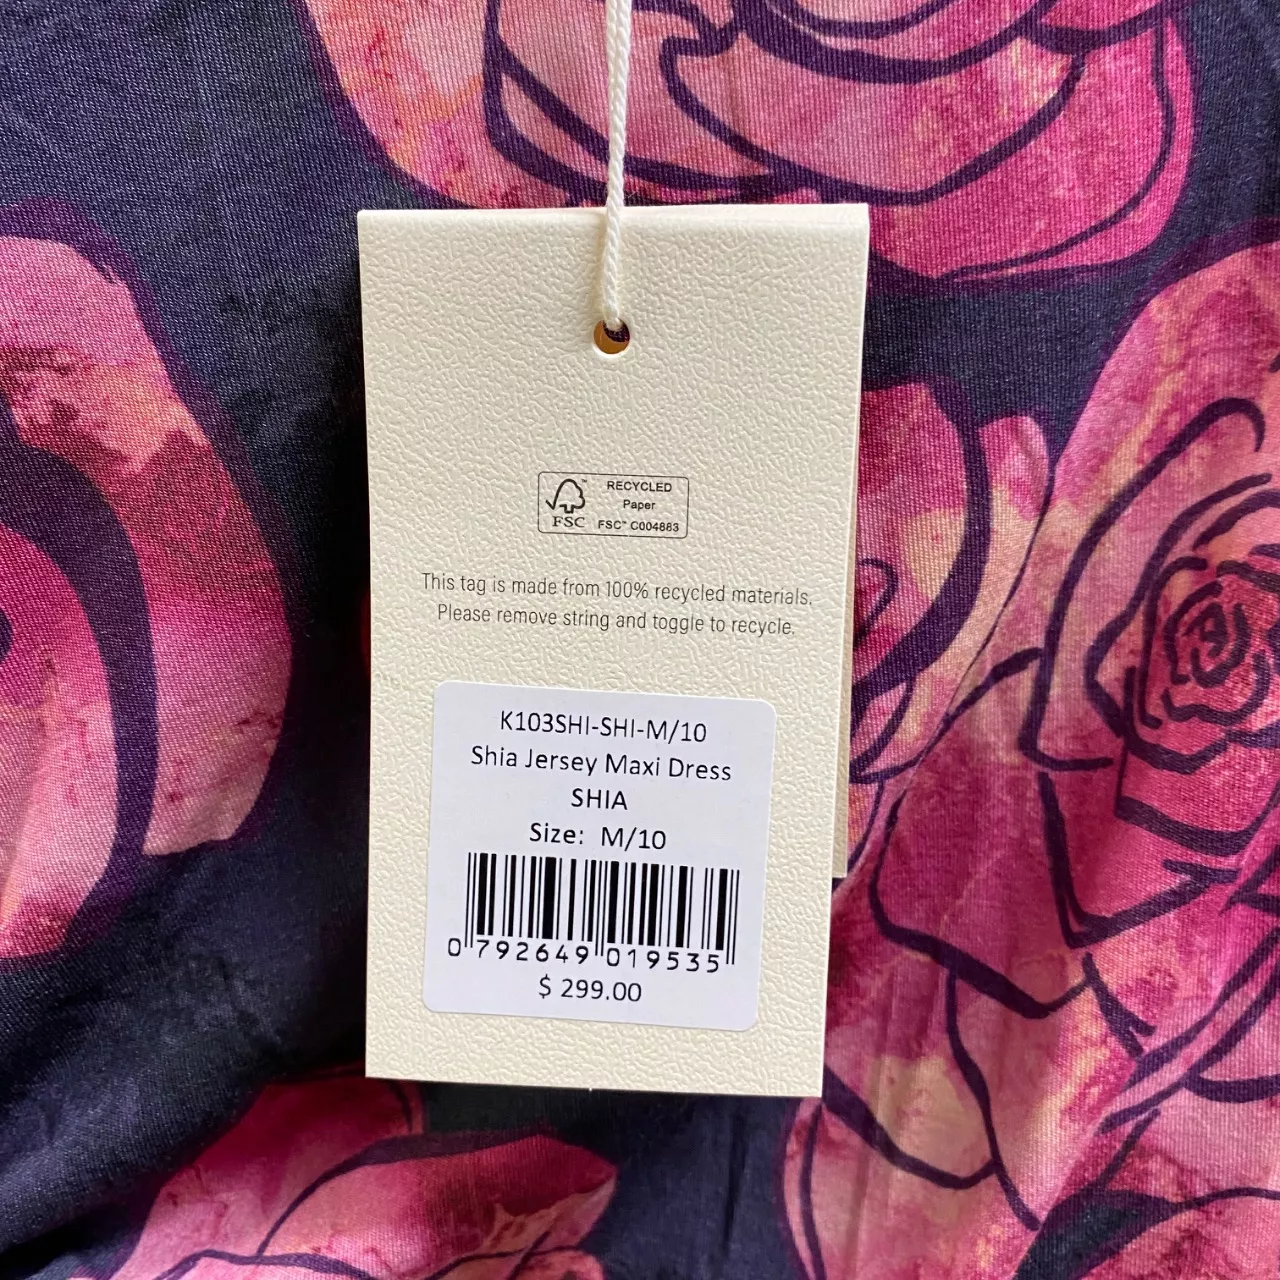 RECYCLED
Paper
FSC™ C004883
FSC
This tag is made from 100% recycled materials.
Please remove string and toggle to recycle.
K103SHI-SHI-M/10
Shia Jersey Maxi Dress
SHIA
Size: M/10
0 792649 019535
$ 299.00